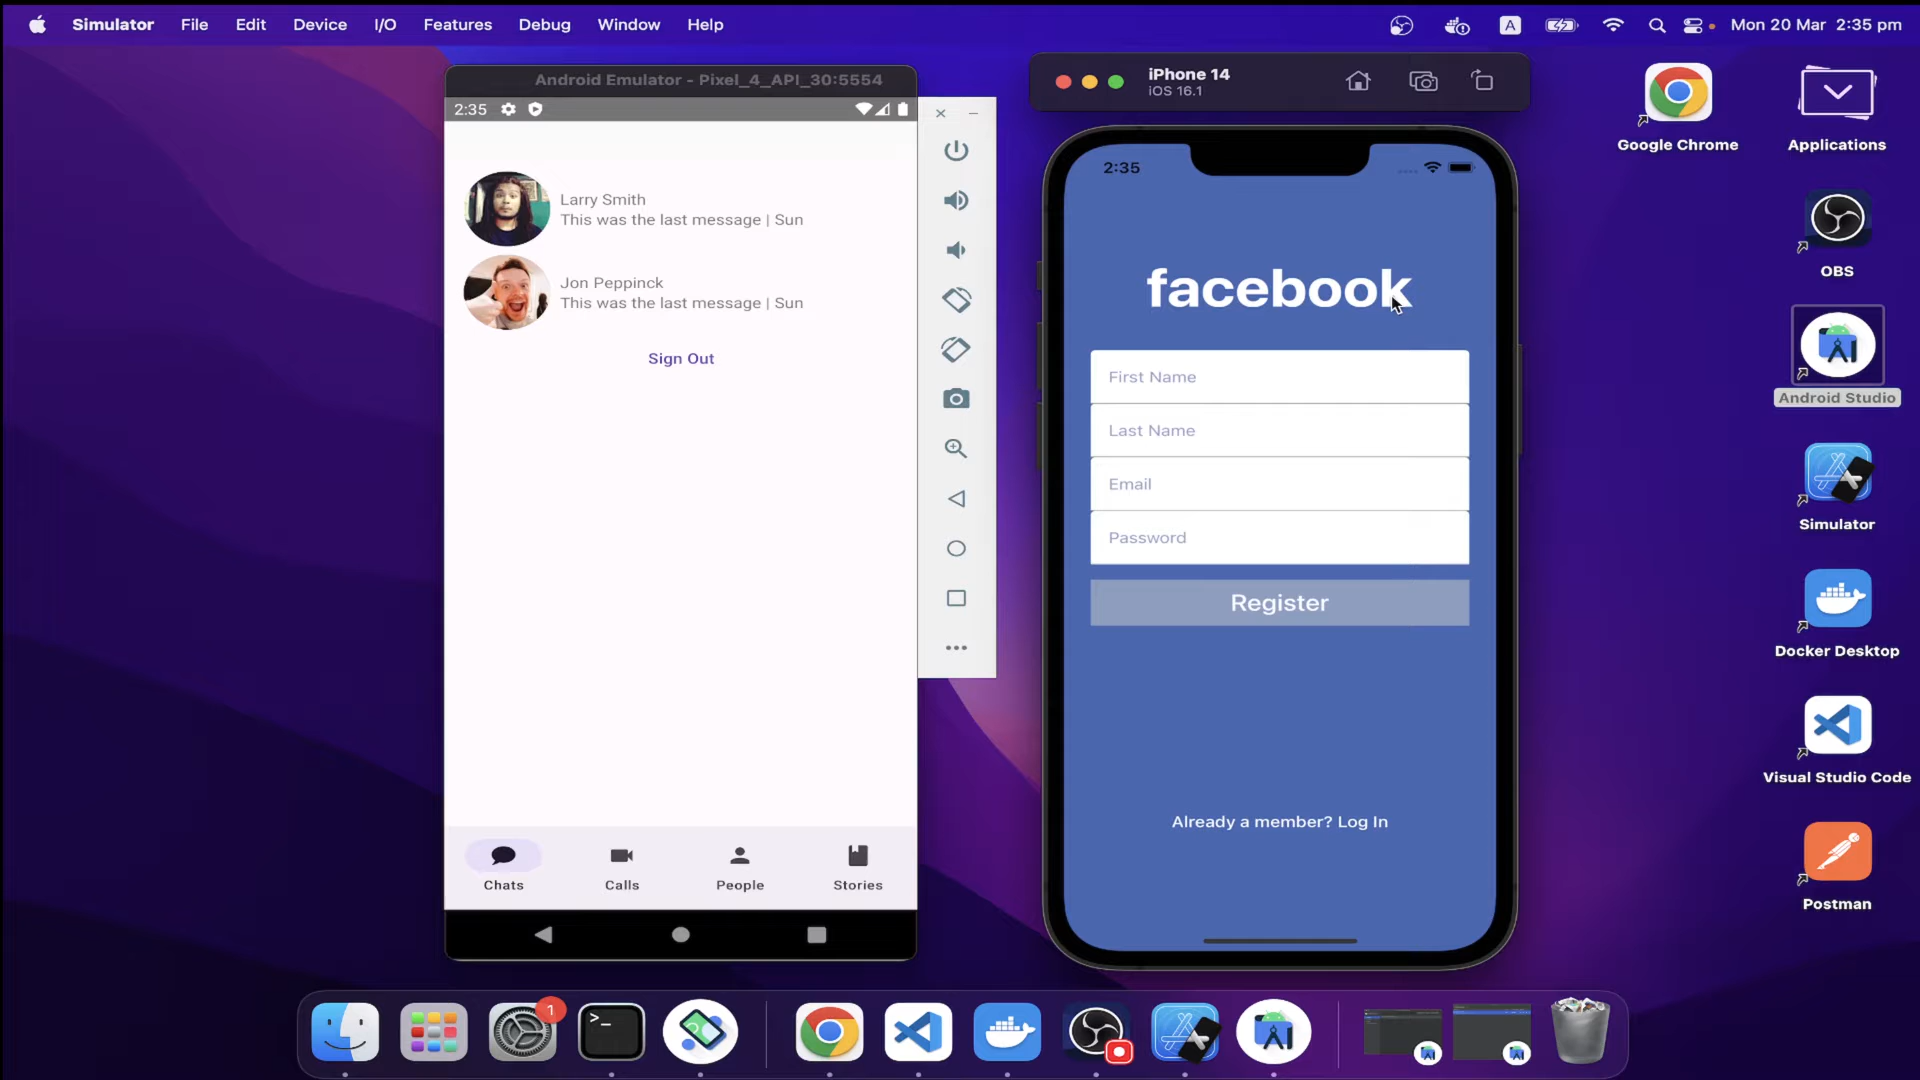 Simulator File Edit Device I/O Features Debug Window Help
A
Mon 20 Mar 2:35 pm
Android Emulator - Pixel_4_API_30:5554
2:35
Larry Smith
This was the last message | Sun
Jon Peppinck
This was the last message | Sun
Sign Out
Chats
Calls
People
Stories
iPhone 14
iOS 16.1
2:35
facebook
First Name
Last Name
Email
Password
Register
Already a member? Log In
Google Chrome
Applications
OBS
Android Studio
Simulator
Docker Desktop
Visual Studio Code
Postman
1
>_